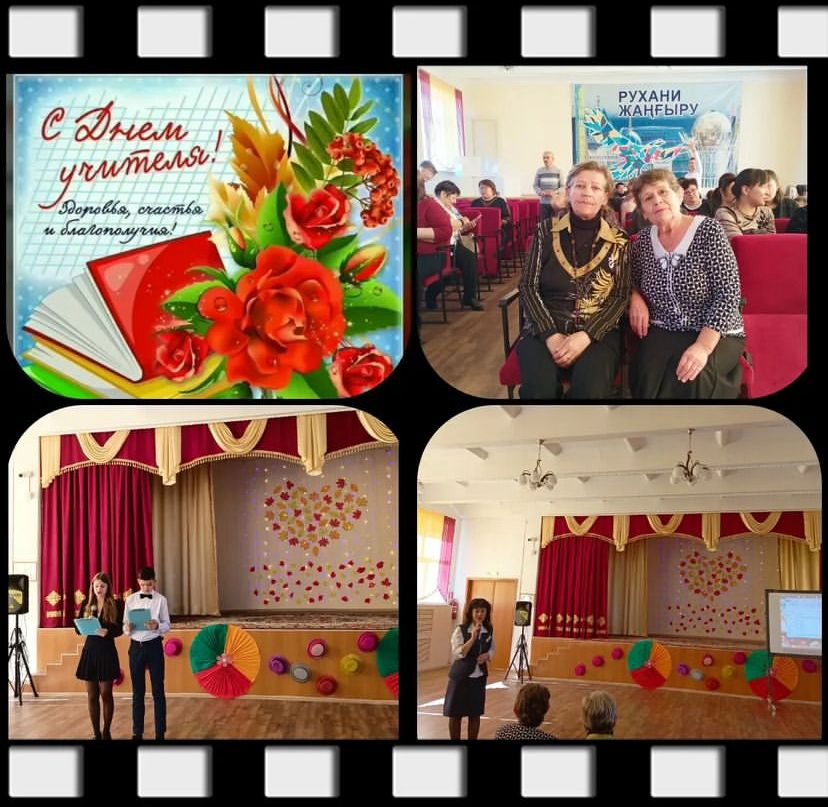 С Днем
учителя!
Здоровья, счастья
и благополучия!
РУХАНИ
ЖАҢҒЫРУ